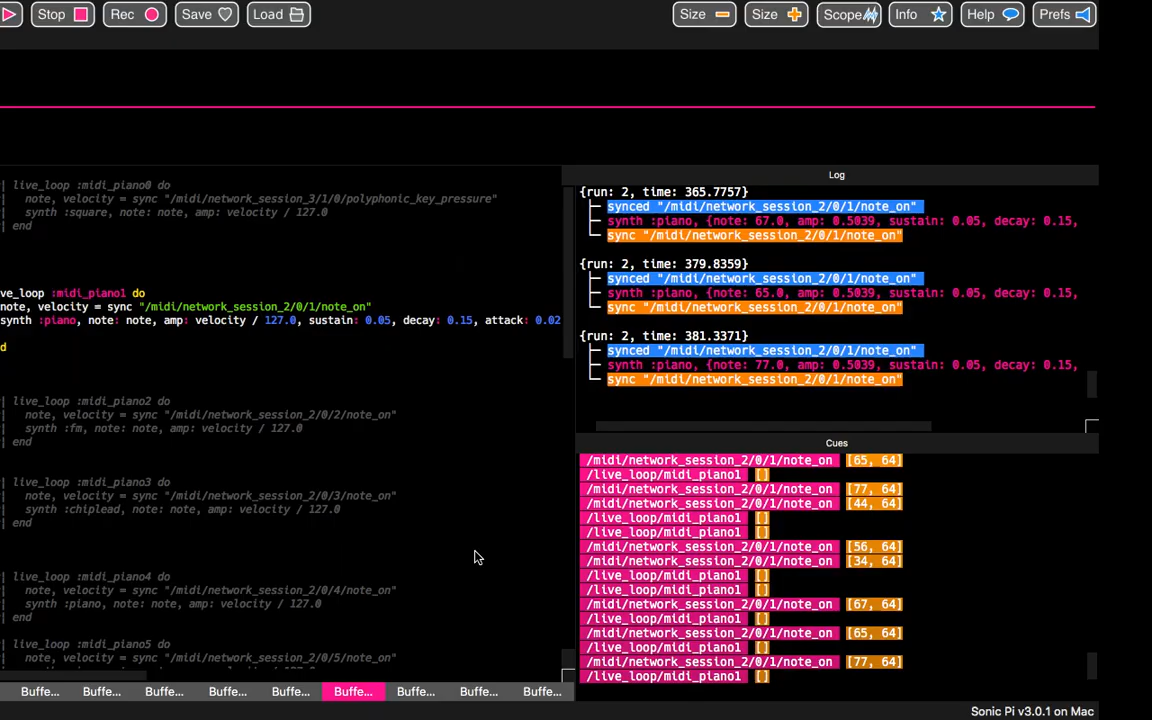 Stop Rec Save Load Size Size Scope Info Help Prefs
| live_loop :midi_piano0 do
| note, velocity = sync "/midi/network_session_3/1/0/polyphonic_key_pressure"
| synth :square, note: note, amp: velocity / 127.0
| end
ve_loop :midi_piano1 do
note, velocity = sync "/midi/network_session_2/0/1/note_on"
synth :piano, note: note, amp: velocity / 127.0, sustain: 0.05, decay: 0.15, attack: 0.02
d
| live_loop :midi_piano2 do
| note, velocity = sync "/midi/network_session_2/0/2/note_on"
| synth :fm, note: note, amp: velocity / 127.0
| end
| live_loop :midi_piano3 do
| note, velocity = sync "/midi/network_session_2/0/3/note_on"
| synth :chiplead, note: note, amp: velocity / 127.0
| end
| live_loop :midi_piano4 do
| note, velocity = sync "/midi/network_session_2/0/4/note_on"
| synth :piano, note: note, amp: velocity / 127.0
| end
| live_loop :midi_piano5 do
| note, velocity = sync "/midi/network_session_2/0/5/note_on"
Log
{run: 2, time: 365.7757}
synced "/midi/network_session_2/0/1/note_on"
synth :piano, {note: 67.0, amp: 0.5039, sustain: 0.05, decay: 0.15,
sync "/midi/network_session_2/0/1/note_on"
{run: 2, time: 379.8359}
synced "/midi/network_session_2/0/1/note_on"
synth :piano, {note: 65.0, amp: 0.5039, sustain: 0.05, decay: 0.15,
sync "/midi/network_session_2/0/1/note_on"
{run: 2, time: 381.3371}
synced "/midi/network_session_2/0/1/note_on"
synth :piano, {note: 77.0, amp: 0.5039, sustain: 0.05, decay: 0.15,
sync "/midi/network_session_2/0/1/note_on"
Cues
/midi/network_session_2/0/1/note_on [65, 64]
/live_loop/midi_piano1 []
/midi/network_session_2/0/1/note_on [77, 64]
/midi/network_session_2/0/1/note_on [44, 64]
/live_loop/midi_piano1 []
/live_loop/midi_piano1 []
/midi/network_session_2/0/1/note_on [56, 64]
/midi/network_session_2/0/1/note_on [34, 64]
/live_loop/midi_piano1 []
/live_loop/midi_piano1 []
/midi/network_session_2/0/1/note_on [67, 64]
/live_loop/midi_piano1 []
/midi/network_session_2/0/1/note_on [65, 64]
/live_loop/midi_piano1 []
/midi/network_session_2/0/1/note_on [77, 64]
/live_loop/midi_piano1 []
Buffe... Buffe... Buffe... Buffe... Buffe... Buffe... Buffe... Buffe... Buffe...
Sonic Pi v3.0.1 on Mac